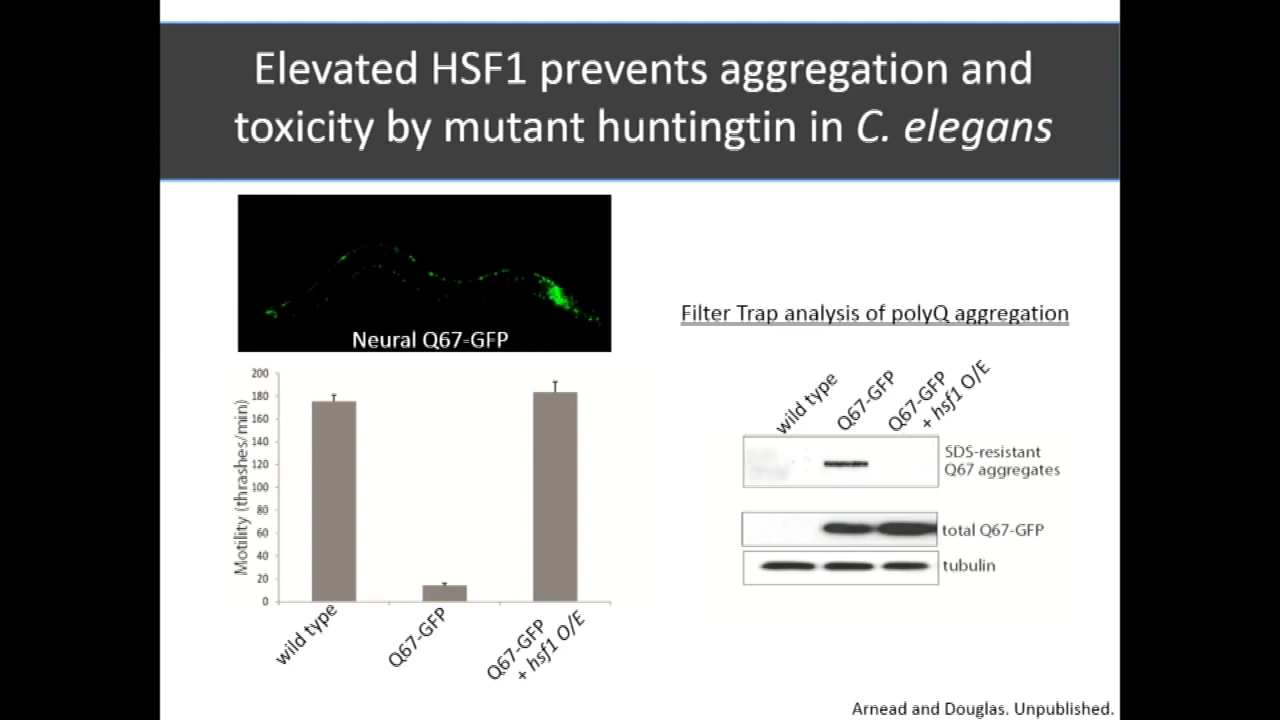 Elevated HSF1 prevents aggregation and
toxicity by mutant huntingtin in C. elegans
Neural Q67-GFP
Motility (thrashes/min)
200
180
160
140
120
100
80
60
40
20
0
wild type
Q67-GFP
Q67-GFP
+ hsf1 O/E
Filter Trap analysis of polyQ aggregation
wild type
Q67-GFP
Q67-GFP
+ hsf1 O/E
SDS-resistant
Q67 aggregates
total Q67-GFP
tubulin
Arnead and Douglas. Unpublished.